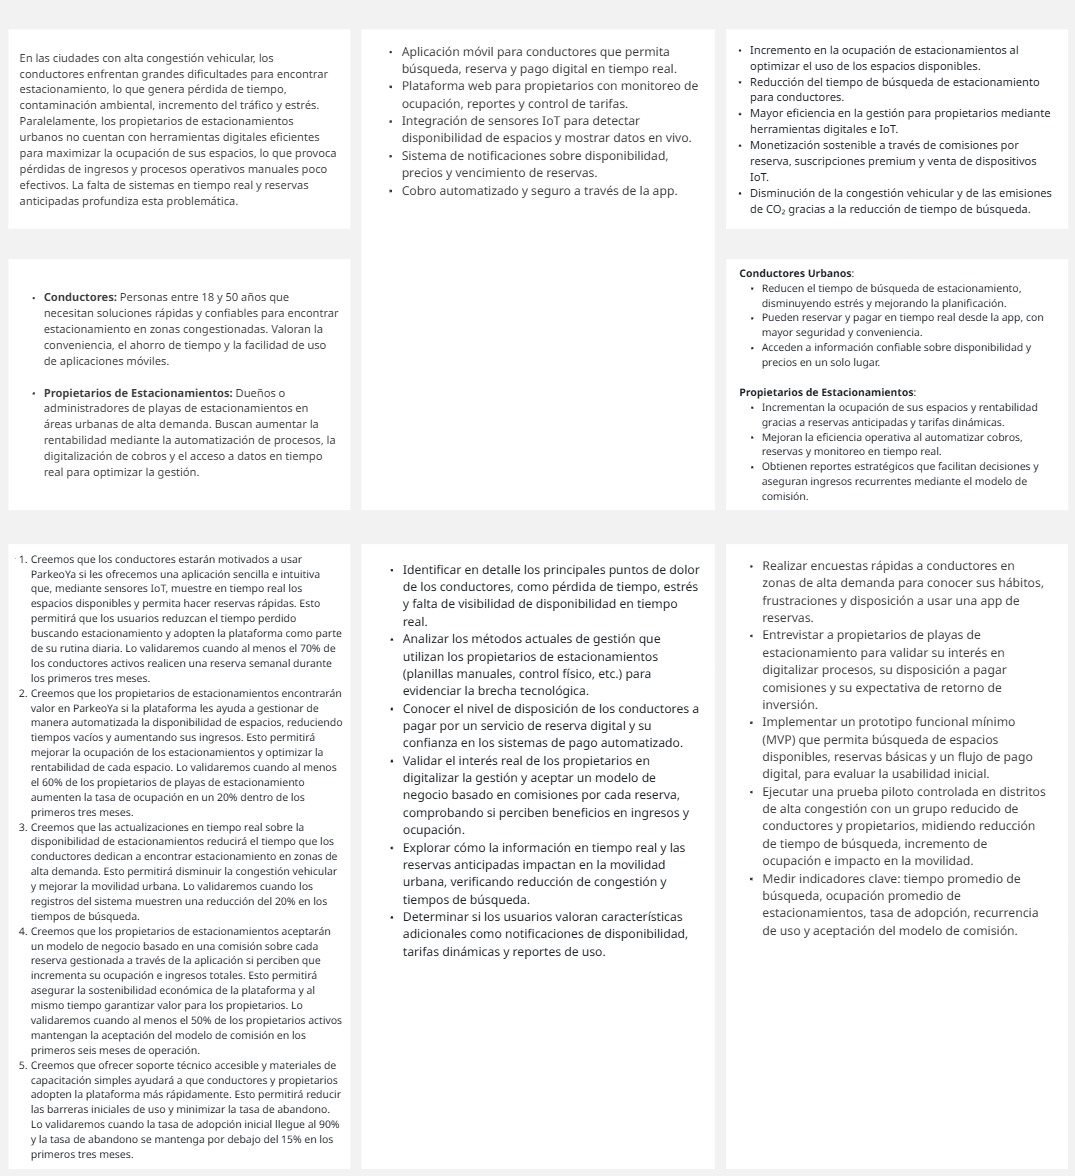 En las ciudades con alta congestión vehicular, los
conductores enfrentan grandes dificultades para encontrar
estacionamiento, lo que genera pérdida de tiempo,
contaminación ambiental, incremento del tráfico y estrés.
Paralelamente, los propietarios de estacionamientos
urbanos no cuentan con herramientas digitales eficientes
para maximizar la ocupación de sus espacios, lo que provoca
pérdidas de ingresos y procesos operativos manuales poco
efectivos. La falta de sistemas en tiempo real y reservas
anticipadas profundiza esta problemática.
• Aplicación móvil para conductores que permita
búsqueda, reserva y pago digital en tiempo real.
• Plataforma web para propietarios con monitoreo de
ocupación, reportes y control de tarifas.
• Integración de sensores IoT para detectar
disponibilidad de espacios y mostrar datos en vivo.
• Sistema de notificaciones sobre disponibilidad,
precios y vencimiento de reservas.
• Cobro automatizado y seguro a través de la app.
• Incremento en la ocupación de estacionamientos al
optimizar el uso de los espacios disponibles.
• Reducción del tiempo de búsqueda de estacionamiento
para conductores.
• Mayor eficiencia en la gestión para propietarios mediante
herramientas digitales e IoT.
• Monetización sostenible a través de comisiones por
reserva, suscripciones premium y venta de dispositivos
IoT.
• Disminución de la congestión vehicular y de las emisiones
de CO₂ gracias a la reducción de tiempo de búsqueda.
• Conductores: Personas entre 18 y 50 años que
necesitan soluciones rápidas y confiables para encontrar
estacionamiento en zonas congestionadas. Valoran la
conveniencia, el ahorro de tiempo y la facilidad de uso
de aplicaciones móviles.
• Propietarios de Estacionamientos: Dueños o
administradores de playas de estacionamientos en
áreas urbanas de alta demanda. Buscan aumentar la
rentabilidad mediante la automatización de procesos, la
digitalización de cobros y el acceso a datos en tiempo
real para optimizar la gestión.
Conductores Urbanos:
• Reducen el tiempo de búsqueda de estacionamiento,
disminuyendo estrés y mejorando la planificación.
• Pueden reservar y pagar en tiempo real desde la app, con
mayor seguridad y conveniencia.
• Acceden a información confiable sobre disponibilidad y
precios en un solo lugar.
Propietarios de Estacionamientos:
• Incrementan la ocupación de sus espacios y rentabilidad
gracias a reservas anticipadas y tarifas dinámicas.
• Mejoran la eficiencia operativa al automatizar cobros,
reservas y monitoreo en tiempo real.
• Obtienen reportes estratégicos que facilitan decisiones y
aseguran ingresos recurrentes mediante el modelo de
comisión.
1. Creemos que los conductores estarán motivados a usar
ParkeoYa si les ofrecemos una aplicación sencilla e intuitiva
que, mediante sensores IoT, muestre en tiempo real los
espacios disponibles y permita hacer reservas rápidas. Esto
permitirá que los usuarios reduzcan el tiempo perdido
buscando estacionamiento y adopten la plataforma como parte
de su rutina diaria. Lo validaremos cuando al menos el 70% de
los conductores activos realicen una reserva semanal durante
los primeros tres meses.
2. Creemos que los propietarios de estacionamientos encontrarán
valor en ParkeoYa si la plataforma les ayuda a gestionar de
manera automatizada la disponibilidad de espacios, reduciendo
tiempos vacíos y aumentando sus ingresos. Esto permitirá
mejorar la ocupación de los estacionamientos y optimizar la
rentabilidad de cada espacio. Lo validaremos cuando al menos
el 60% de los propietarios de playas de estacionamiento
aumenten la tasa de ocupación en un 20% dentro de los
primeros tres meses.
3. Creemos que las actualizaciones en tiempo real sobre la
disponibilidad de estacionamientos reducirá el tiempo que los
conductores dedican a encontrar estacionamiento en zonas de
alta demanda. Esto permitirá disminuir la congestión vehicular
y mejorar la movilidad urbana. Lo validaremos cuando los
registros del sistema muestren una reducción del 20% en los
tiempos de búsqueda.
4. Creemos que los propietarios de estacionamientos aceptarán
un modelo de negocio basado en una comisión sobre cada
reserva gestionada a través de la aplicación si perciben que
incrementa su ocupación e ingresos totales. Esto permitirá
asegurar la sostenibilidad económica de la plataforma y al
mismo tiempo garantizar valor para los propietarios. Lo
validaremos cuando al menos el 50% de los propietarios activos
mantengan la aceptación del modelo de comisión en los
primeros seis meses de operación.
5. Creemos que ofrecer soporte técnico accesible y materiales de
capacitación simples ayudará a que conductores y propietarios
adopten la plataforma más rápidamente. Esto permitirá reducir
las barreras iniciales de uso y minimizar la tasa de abandono.
Lo validaremos cuando la tasa de adopción inicial llegue al 90%
y la tasa de abandono se mantenga por debajo del 15% en los
primeros tres meses.
• Identificar en detalle los principales puntos de dolor
de los conductores, como pérdida de tiempo, estrés
y falta de visibilidad de disponibilidad en tiempo
real.
• Analizar los métodos actuales de gestión que
utilizan los propietarios de estacionamientos
(planillas manuales, control físico, etc.) para
evidenciar la brecha tecnológica.
• Conocer el nivel de disposición de los conductores a
pagar por un servicio de reserva digital y su
confianza en los sistemas de pago automatizado.
• Validar el interés real de los propietarios en
digitalizar la gestión y aceptar un modelo de
negocio basado en comisiones por cada reserva,
comprobando si perciben beneficios en ingresos y
ocupación.
• Explorar cómo la información en tiempo real y las
reservas anticipadas impactan en la movilidad
urbana, verificando reducción de congestión y
tiempos de búsqueda.
• Determinar si los usuarios valoran características
adicionales como notificaciones de disponibilidad,
tarifas dinámicas y reportes de uso.
• Realizar encuestas rápidas a conductores en
zonas de alta demanda para conocer sus hábitos,
frustraciones y disposición a usar una app de
reservas.
• Entrevistar a propietarios de playas de
estacionamiento para validar su interés en
digitalizar procesos, su disposición a pagar
comisiones y su expectativa de retorno de
inversión.
• Implementar un prototipo funcional mínimo
(MVP) que permita búsqueda de espacios
disponibles, reservas básicas y un flujo de pago
digital, para evaluar la usabilidad inicial.
• Ejecutar una prueba piloto controlada en distritos
de alta congestión con un grupo reducido de
conductores y propietarios, midiendo reducción
de tiempo de búsqueda, incremento de
ocupación e impacto en la movilidad.
• Medir indicadores clave: tiempo promedio de
búsqueda, ocupación promedio de
estacionamientos, tasa de adopción, recurrencia
de uso y aceptación del modelo de comisión.